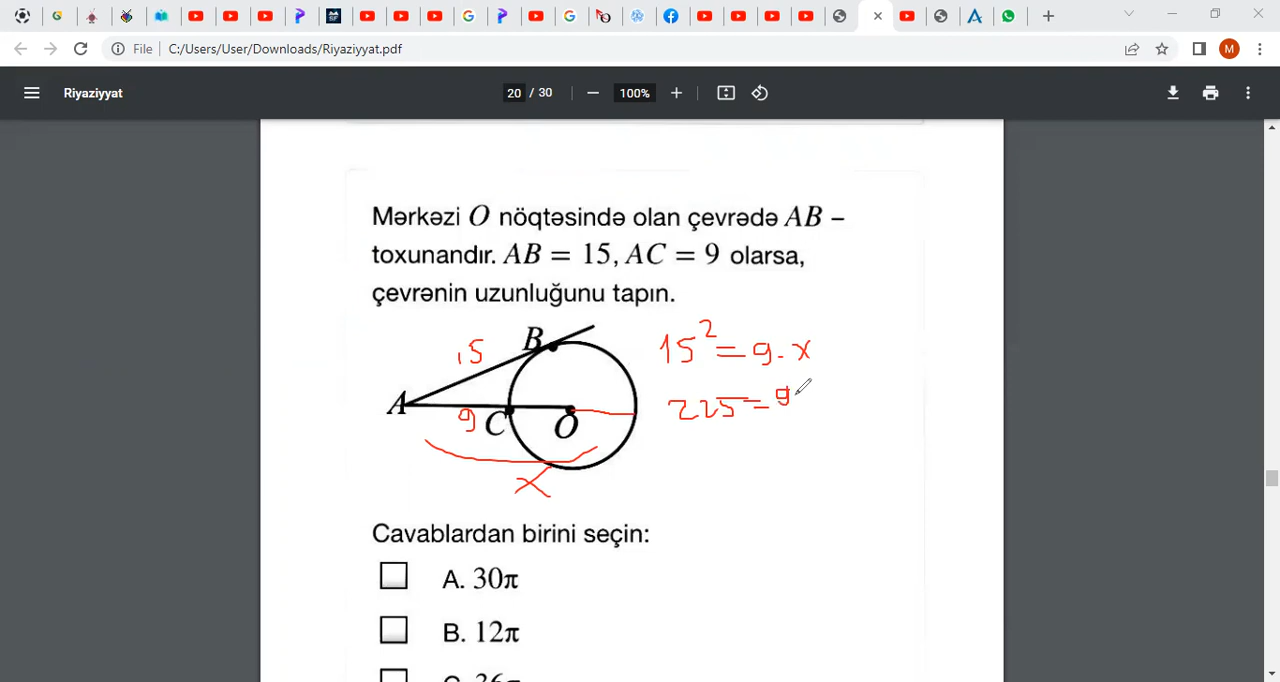 File C:/Users/User/Downloads/Riyaziyyat.pdf M
Riyaziyyat 20 / 30 100%
Mərkəzi O nöqtəsində olan çevrədə AB –
toxunandır. AB = 15, AC = 9 olarsa,
çevrənin uzunluğunu tapın.
15² = 9 · x
225 = 9
15
B
A
9
C
O
x
Cavablardan birini seçin:
A. 30π
B. 12π